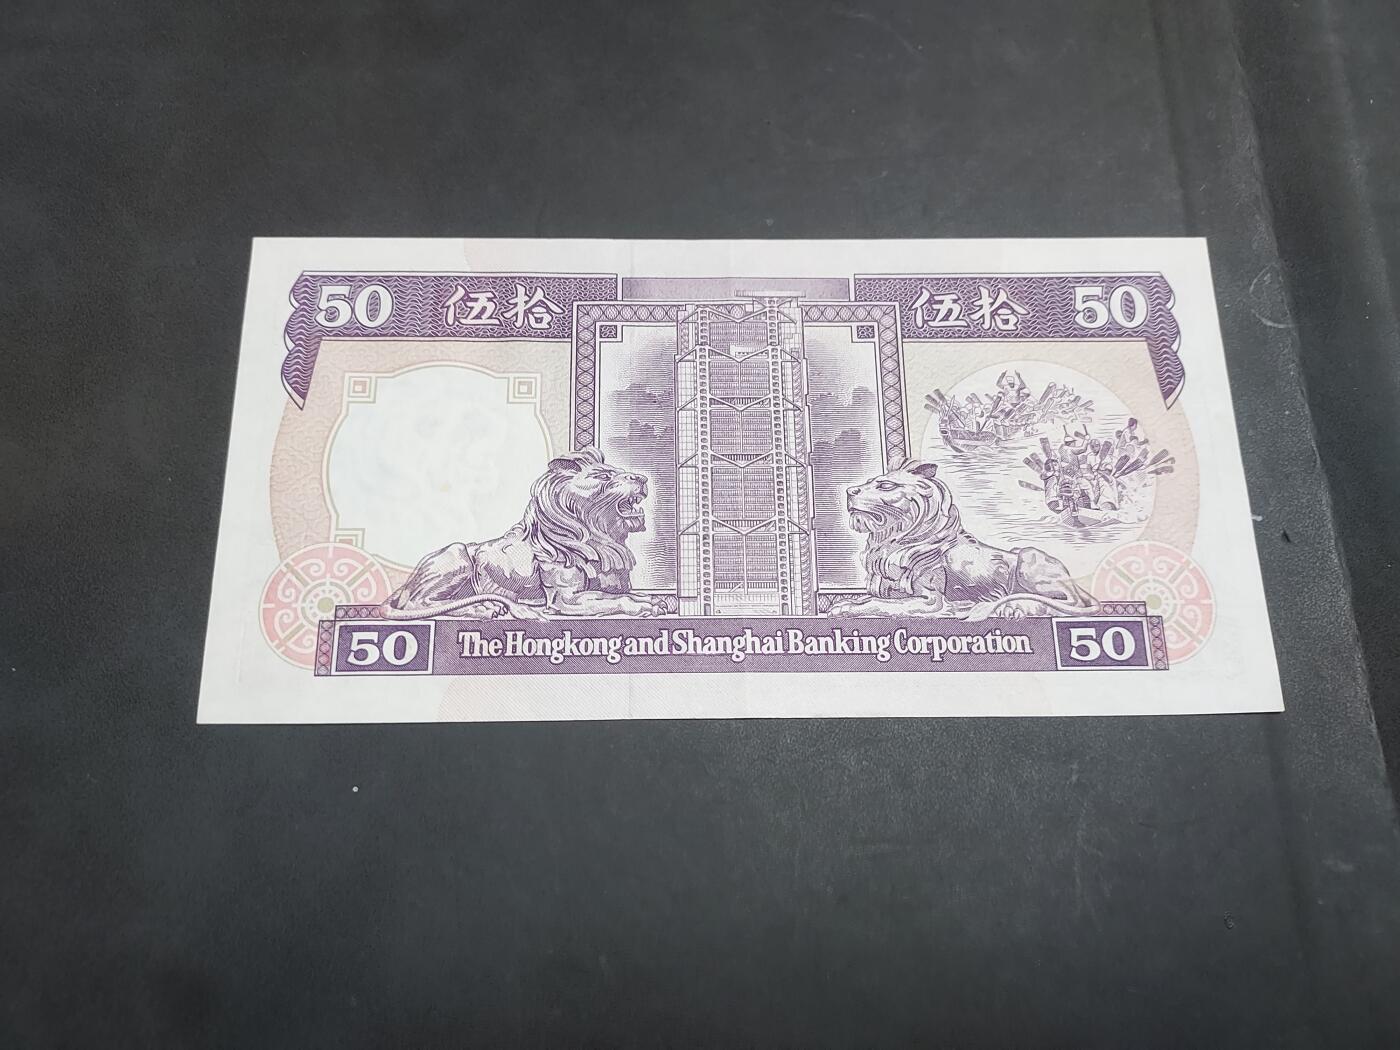 50 伍拾 伍拾 50
50 The Hongkong and Shanghai Banking Corporation 50